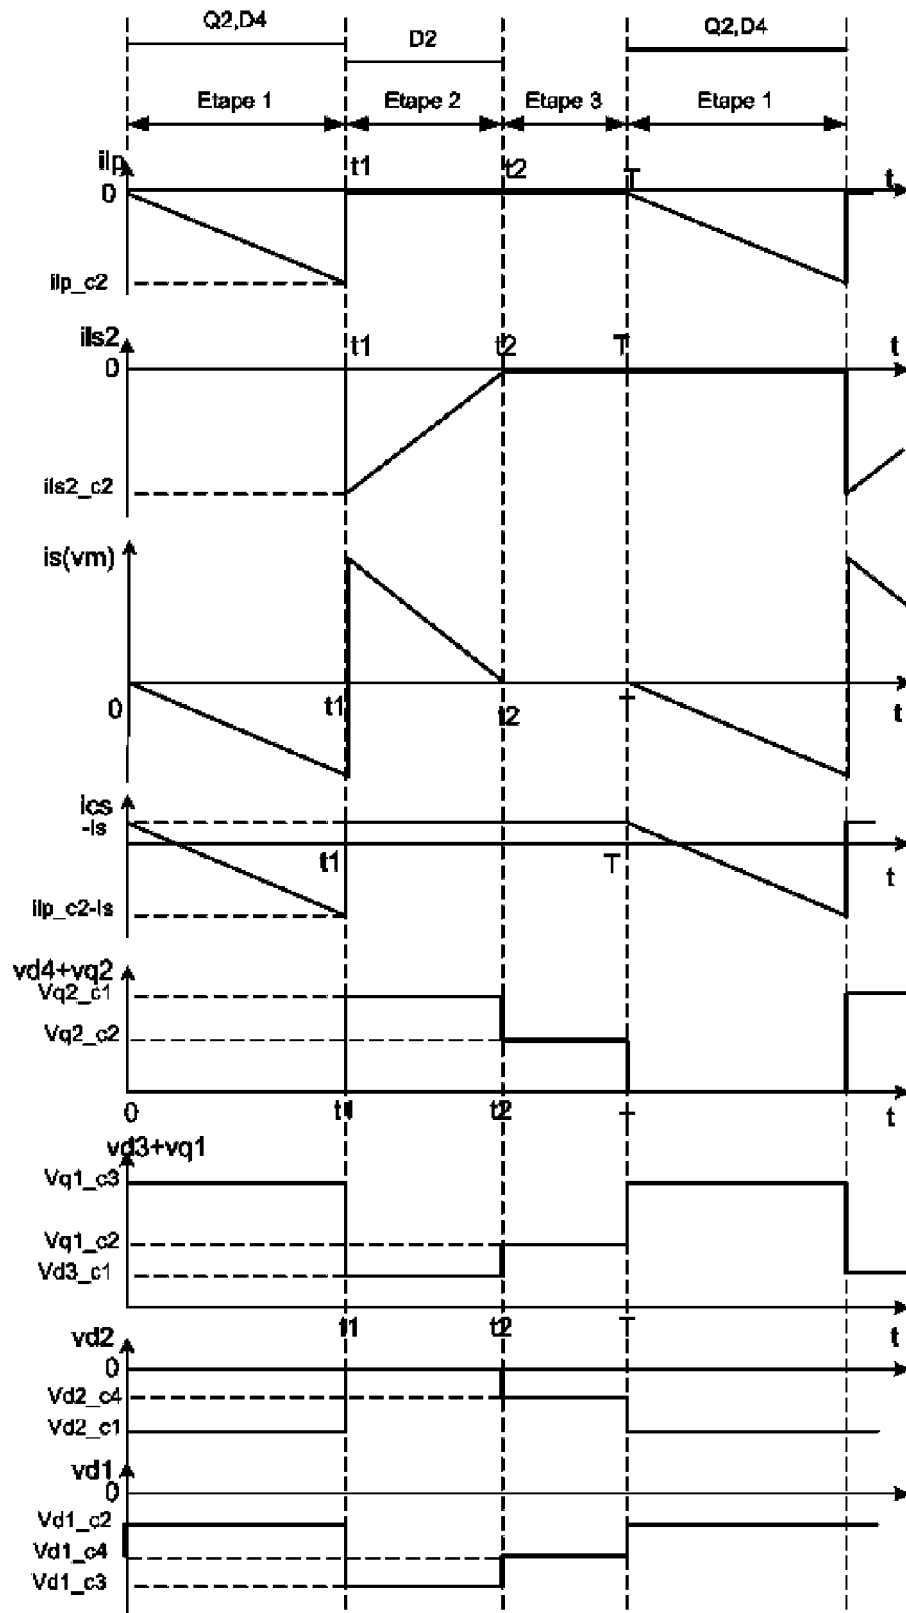 Q2,D4
D2
Q2,D4
Etape 1
Etape 2
Etape 3
Etape 1
ilp
t1
t2
T
t
0
ilp_c2
ils2
t1
t2
T
t
0
ils2_c2
is(vm)
0
t1
t2
T
t
ics
-Is
t1
T
t
ilp_c2-Is
vd4+vq2
Vq2_c1
Vq2_c2
0
t1
t2
T
t
vd3+vq1
Vq1_c3
Vq1_c2
Vd3_c1
t1
t2
T
t
vd2
0
Vd2_c4
Vd2_c1
vd1
0
Vd1_c2
Vd1_c4
Vd1_c3